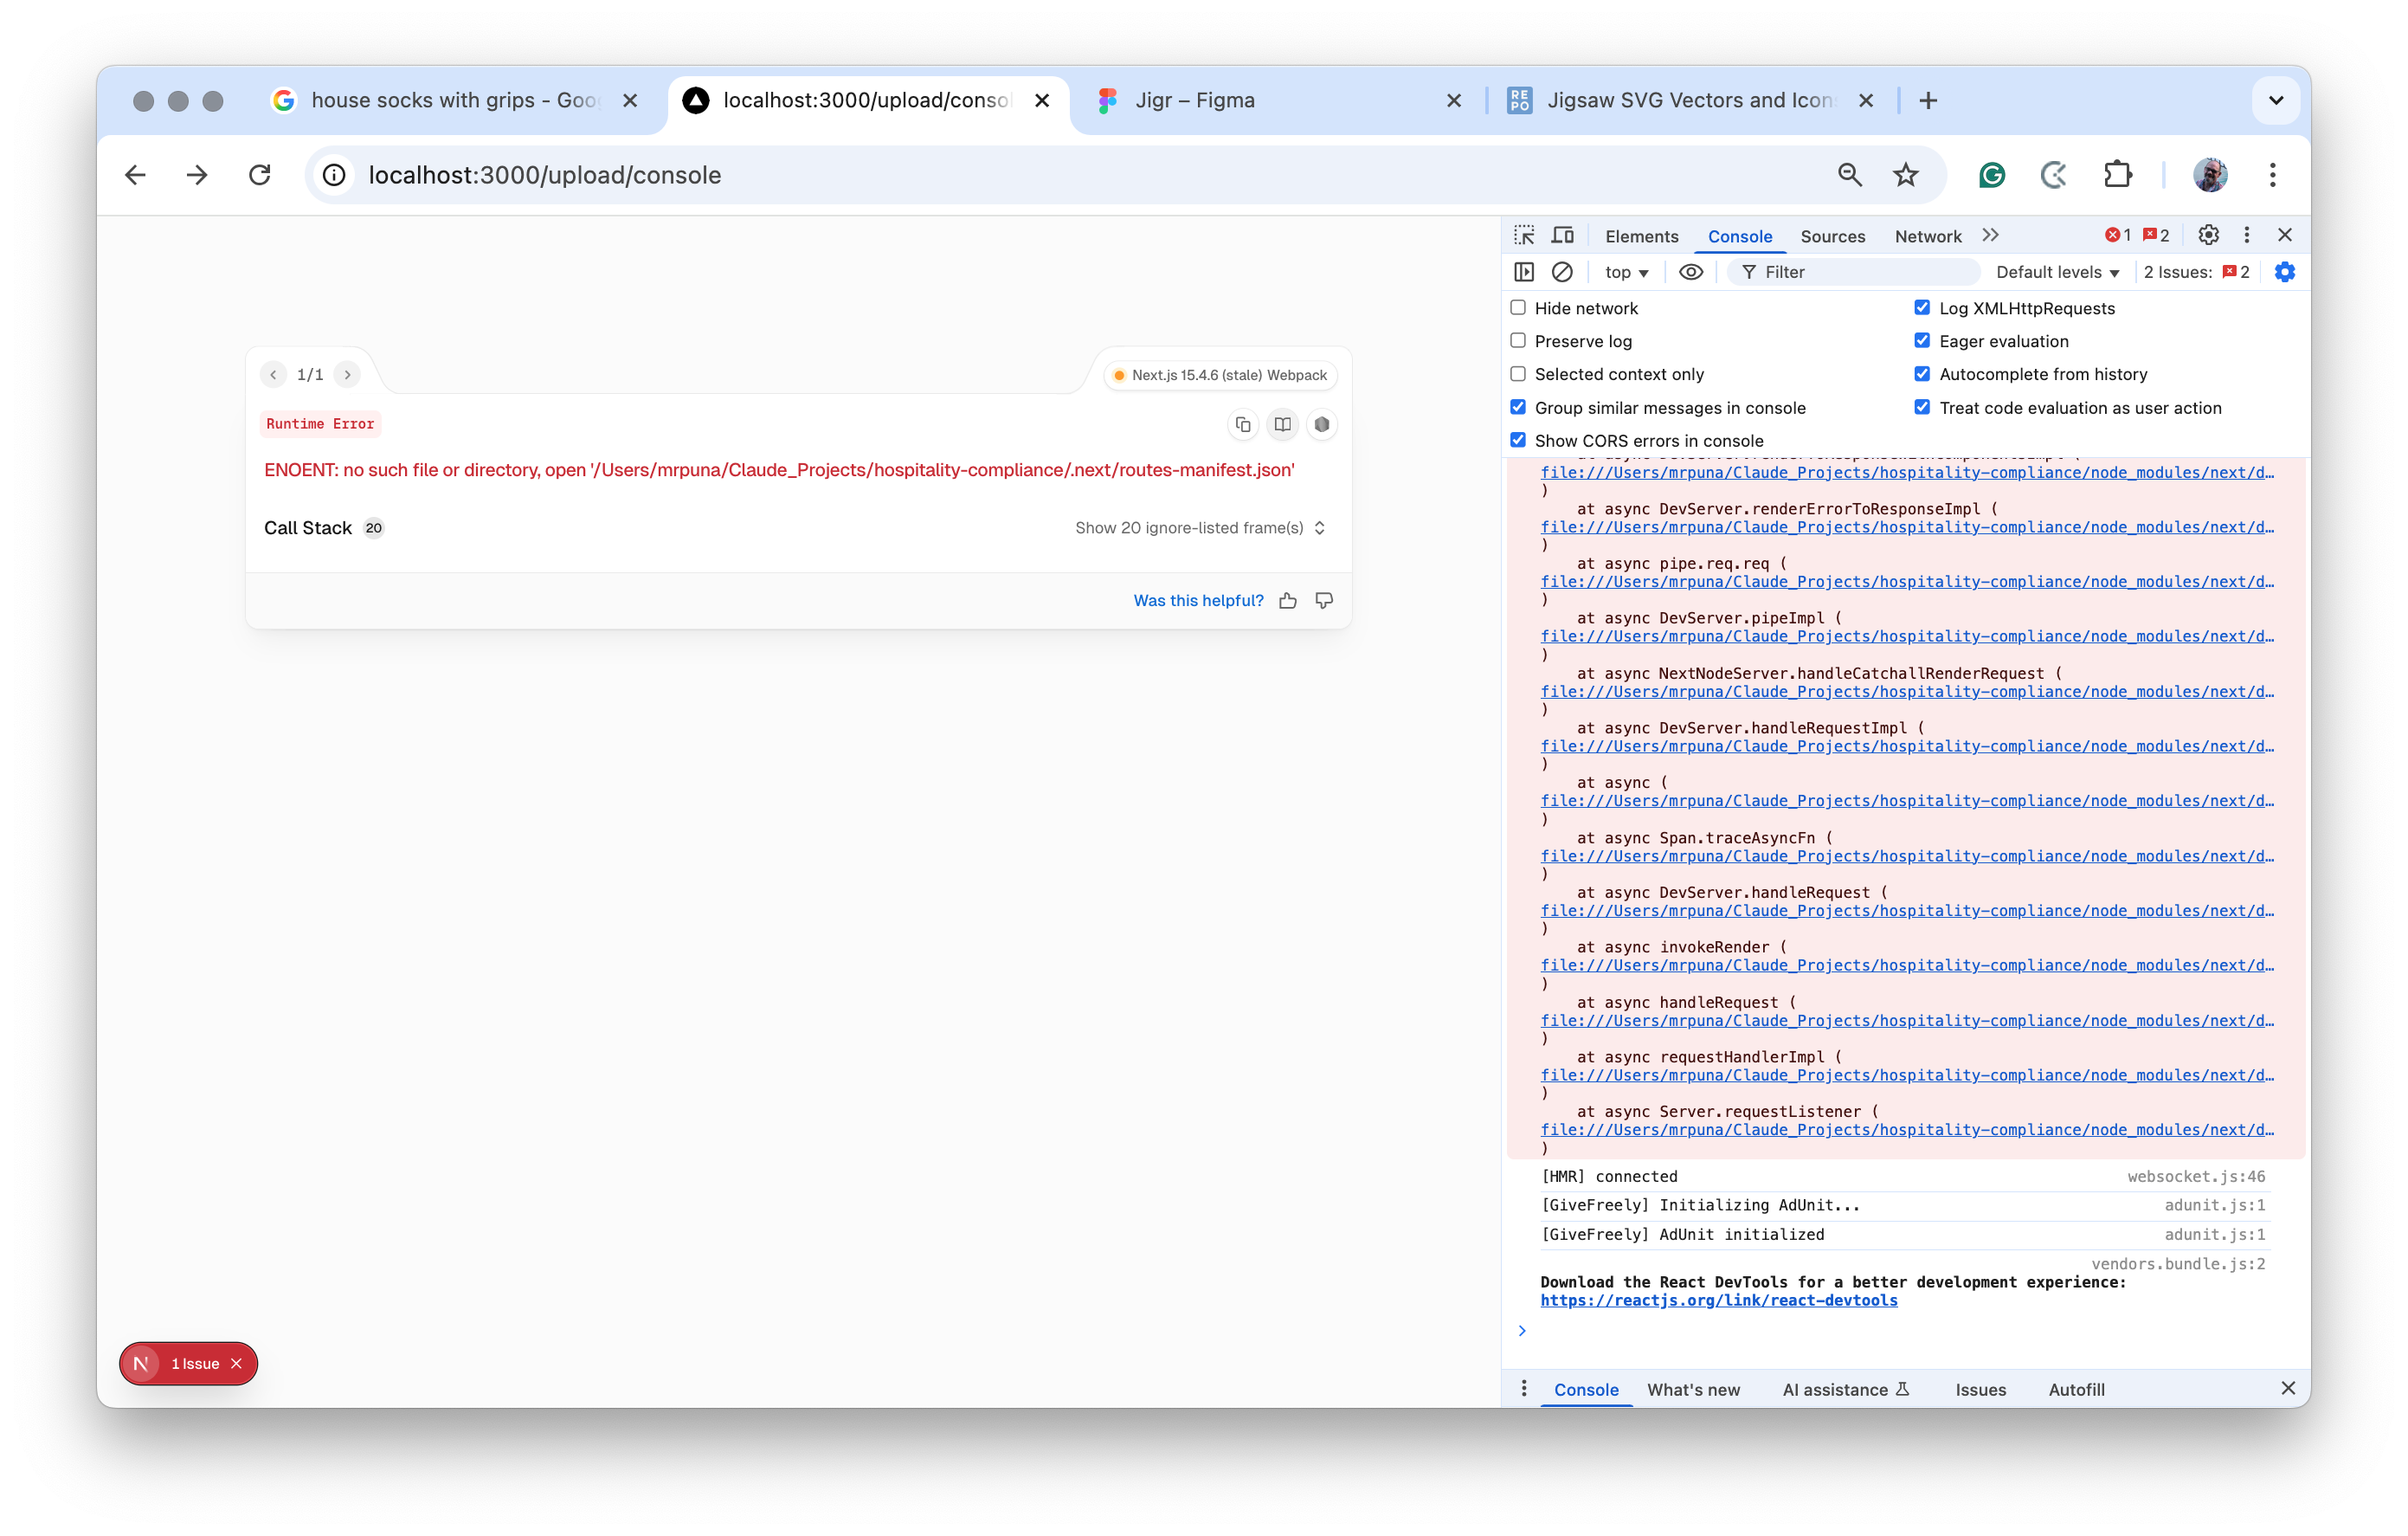 house socks with grips - Goo
localhost:3000/upload/conso
Jigr – Figma
RE
PO
Jigsaw SVG Vectors and Icon
localhost:3000/upload/console
Elements
Console
Sources
Network
1
2
top
Filter
Default levels
2 Issues:
2
Hide network
Log XMLHttpRequests
Preserve log
Eager evaluation
Selected context only
Autocomplete from history
Group similar messages in console
Treat code evaluation as user action
Show CORS errors in console
1/1
Next.js 15.4.6 (stale) Webpack
Runtime Error
ENOENT: no such file or directory, open '/Users/mrpuna/Claude_Projects/hospitality-compliance/.next/routes-manifest.json'
Call Stack 20
Show 20 ignore-listed frame(s)
Was this helpful?
1 Issue
file:///Users/mrpuna/Claude_Projects/hospitality-compliance/node_modules/next/d…
)
at async DevServer.renderErrorToResponseImpl (
file:///Users/mrpuna/Claude_Projects/hospitality-compliance/node_modules/next/d…
)
at async pipe.req.req (
file:///Users/mrpuna/Claude_Projects/hospitality-compliance/node_modules/next/d…
)
at async DevServer.pipeImpl (
file:///Users/mrpuna/Claude_Projects/hospitality-compliance/node_modules/next/d…
)
at async NextNodeServer.handleCatchallRenderRequest (
file:///Users/mrpuna/Claude_Projects/hospitality-compliance/node_modules/next/d…
)
at async DevServer.handleRequestImpl (
file:///Users/mrpuna/Claude_Projects/hospitality-compliance/node_modules/next/d…
)
at async (
file:///Users/mrpuna/Claude_Projects/hospitality-compliance/node_modules/next/d…
)
at async Span.traceAsyncFn (
file:///Users/mrpuna/Claude_Projects/hospitality-compliance/node_modules/next/d…
)
at async DevServer.handleRequest (
file:///Users/mrpuna/Claude_Projects/hospitality-compliance/node_modules/next/d…
)
at async invokeRender (
file:///Users/mrpuna/Claude_Projects/hospitality-compliance/node_modules/next/d…
)
at async handleRequest (
file:///Users/mrpuna/Claude_Projects/hospitality-compliance/node_modules/next/d…
)
at async requestHandlerImpl (
file:///Users/mrpuna/Claude_Projects/hospitality-compliance/node_modules/next/d…
)
at async Server.requestListener (
file:///Users/mrpuna/Claude_Projects/hospitality-compliance/node_modules/next/d…
)
[HMR] connected websocket.js:46
[GiveFreely] Initializing AdUnit... adunit.js:1
[GiveFreely] AdUnit initialized adunit.js:1
vendors.bundle.js:2
Download the React DevTools for a better development experience:
https://reactjs.org/link/react-devtools
Console
What's new
AI assistance
Issues
Autofill